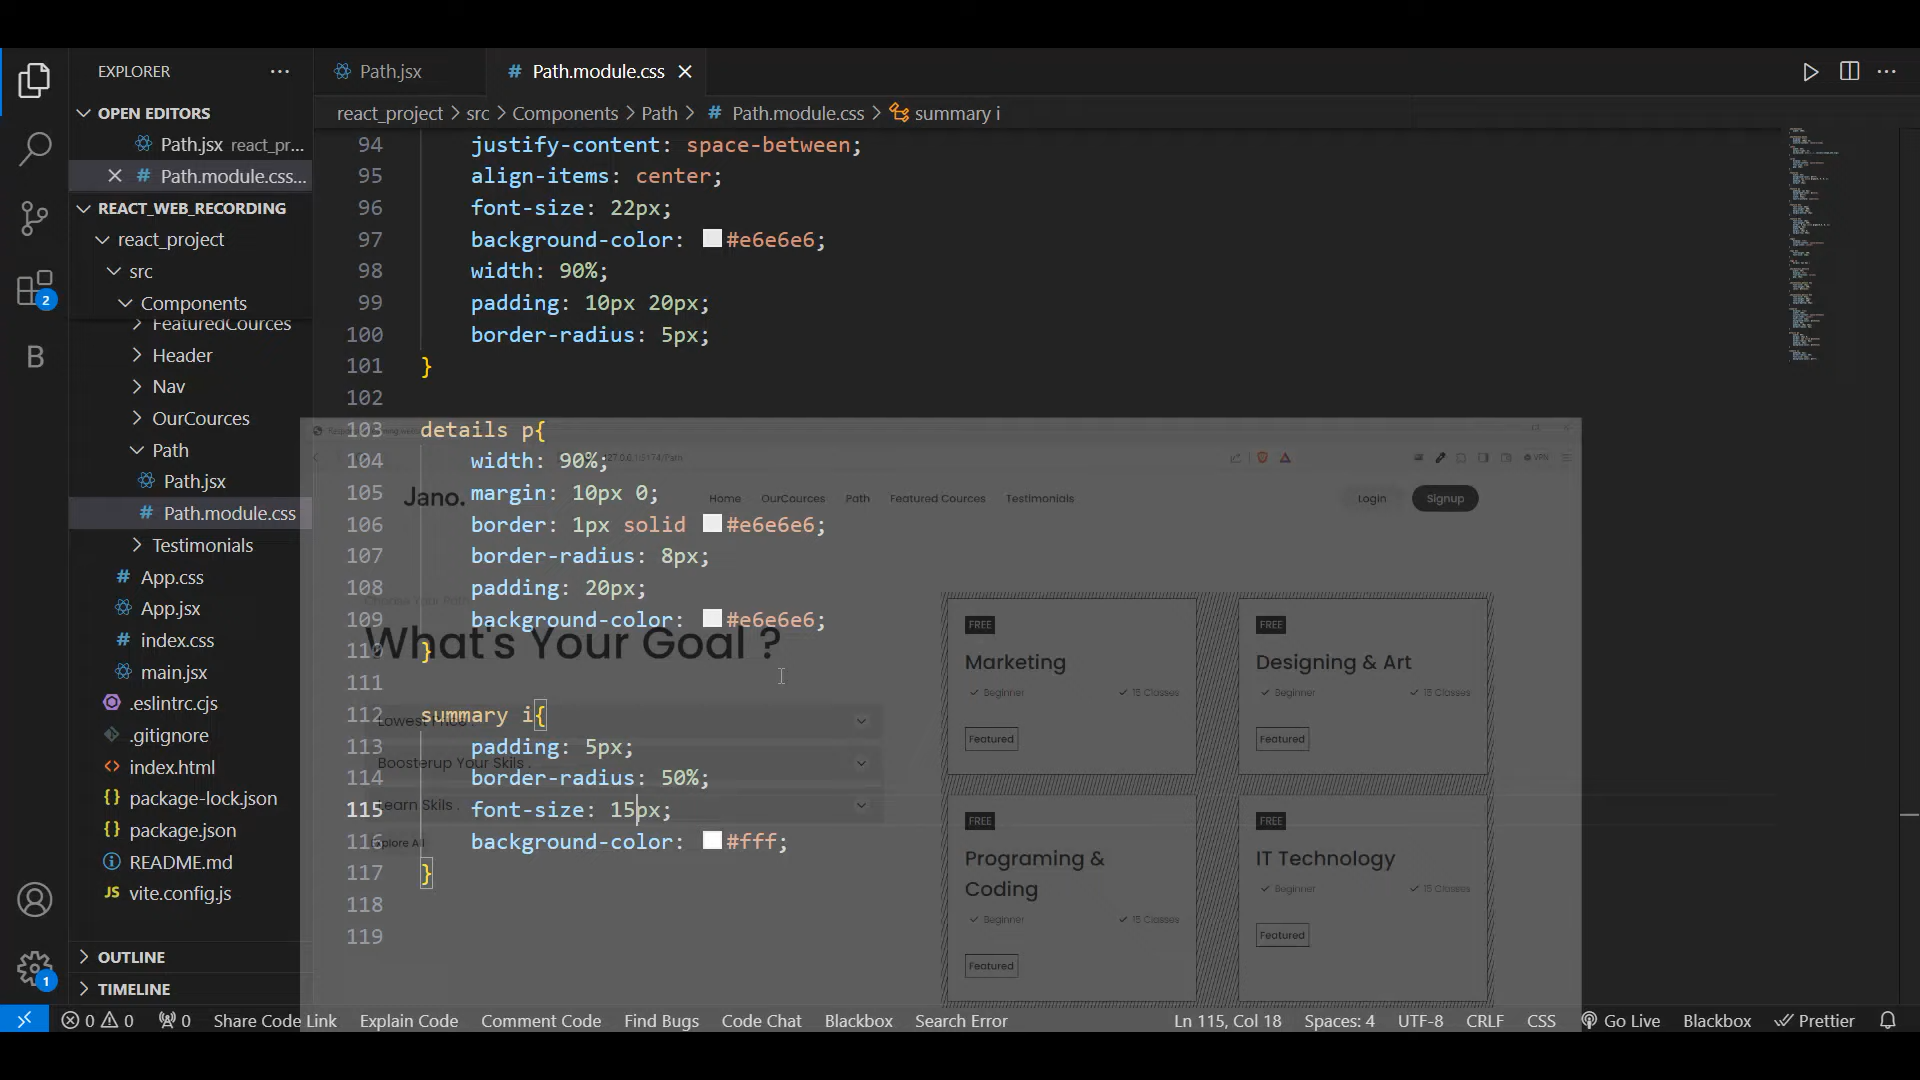 EXPLORER
OPEN EDITORS
Path.jsx react_pr...
Path.module.css...
REACT_WEB_RECORDING
react_project
src
Components
FeaturedCources
Header
Nav
OurCources
Path
Path.jsx
Path.module.css
Testimonials
App.css
App.jsx
index.css
main.jsx
.eslintrc.cjs
.gitignore
index.html
package-lock.json
package.json
README.md
vite.config.js
OUTLINE
TIMELINE
2
B
1
Path.jsx
Path.module.css
react_project > src > Components > Path > # Path.module.css > summary i
94 justify-content: space-between;
95 align-items: center;
96 font-size: 22px;
97 background-color: #e6e6e6;
98 width: 90%;
99 padding: 10px 20px;
100 border-radius: 5px;
101 }
102
103 details p{
104 width: 90%;
105 margin: 10px 0;
106 border: 1px solid #e6e6e6;
107 border-radius: 8px;
108 padding: 20px;
109 background-color: #e6e6e6;
110 }
111
112 summary i{
113 padding: 5px;
114 border-radius: 50%;
115 font-size: 15px;
116 background-color: #fff;
117 }
118
119
VPN
Jano.
Home OurCources Path Featured Cources Testimonials
Login Signup
What's Your Goal ?
Lowest Price .
Boosterup Your Skils .
Learn Skils .
Explore All
FREE
Marketing
Beginner 15 Classes
Featured
FREE
Designing & Art
Beginner 15 Classes
Featured
FREE
Programing &
Coding
Beginner 15 Classes
Featured
FREE
IT Technology
Beginner 15 Classes
Featured
0 0 0 Share Code Link Explain Code Comment Code Find Bugs Code Chat Blackbox Search Error Ln 115, Col 18 Spaces: 4 UTF-8 CRLF CSS Go Live Blackbox Prettier